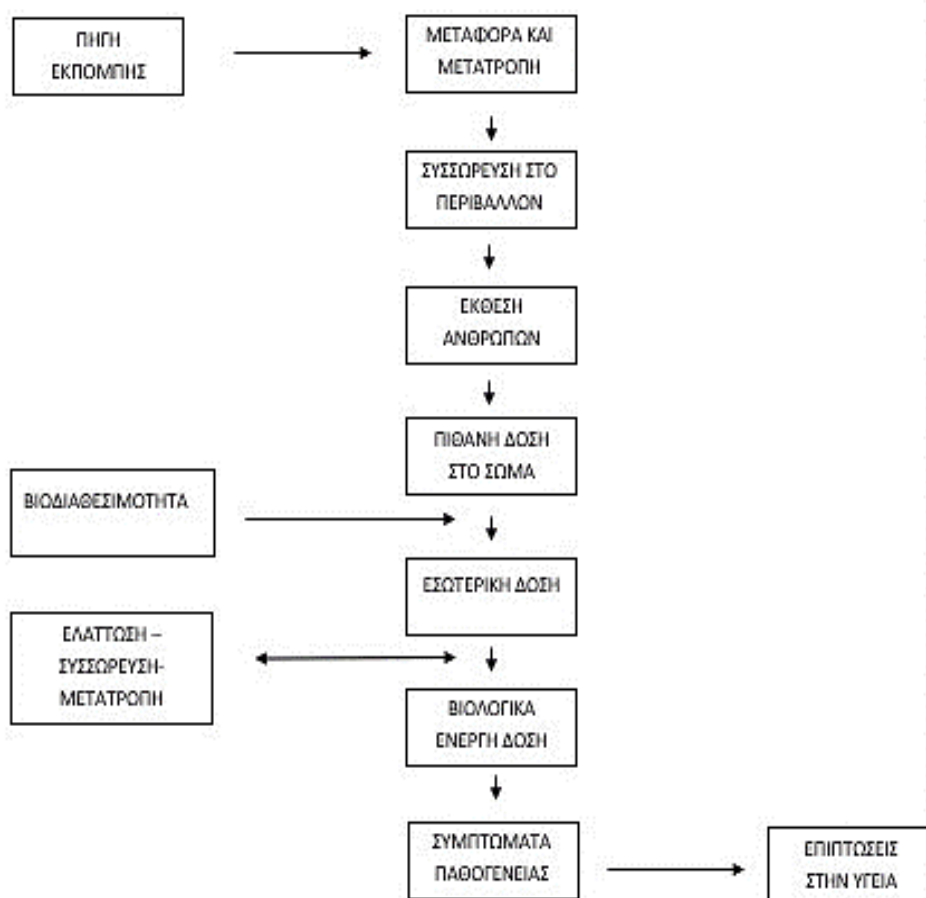 ΠΗΓΗ
ΕΚΠΟΜΠΗΣ
ΜΕΤΑΦΟΡΑ ΚΑΙ
ΜΕΤΑΤΡΟΠΗ
ΣΥΣΣΩΡΕΥΣΗ ΣΤΟ
ΠΕΡΙΒΑΛΛΟΝ
ΕΚΘΕΣΗ
ΑΝΘΡΩΠΩΝ
ΠΙΘΑΝΗ ΔΟΣΗ
ΣΤΟ ΣΩΜΑ
ΒΙΟΔΙΑΘΕΣΙΜΟΤΗΤΑ
ΕΣΩΤΕΡΙΚΗ ΔΟΣΗ
ΕΛΑΤΤΩΣΗ –
ΣΥΣΣΩΡΕΥΣΗ-
ΜΕΤΑΤΡΟΠΗ
ΒΙΟΛΟΓΙΚΑ
ΕΝΕΡΓΗ ΔΟΣΗ
ΣΥΜΠΤΩΜΑΤΑ
ΠΑΘΟΓΕΝΕΙΑΣ
ΕΠΙΠΤΩΣΕΙΣ
ΣΤΗΝ ΥΓΕΙΑ